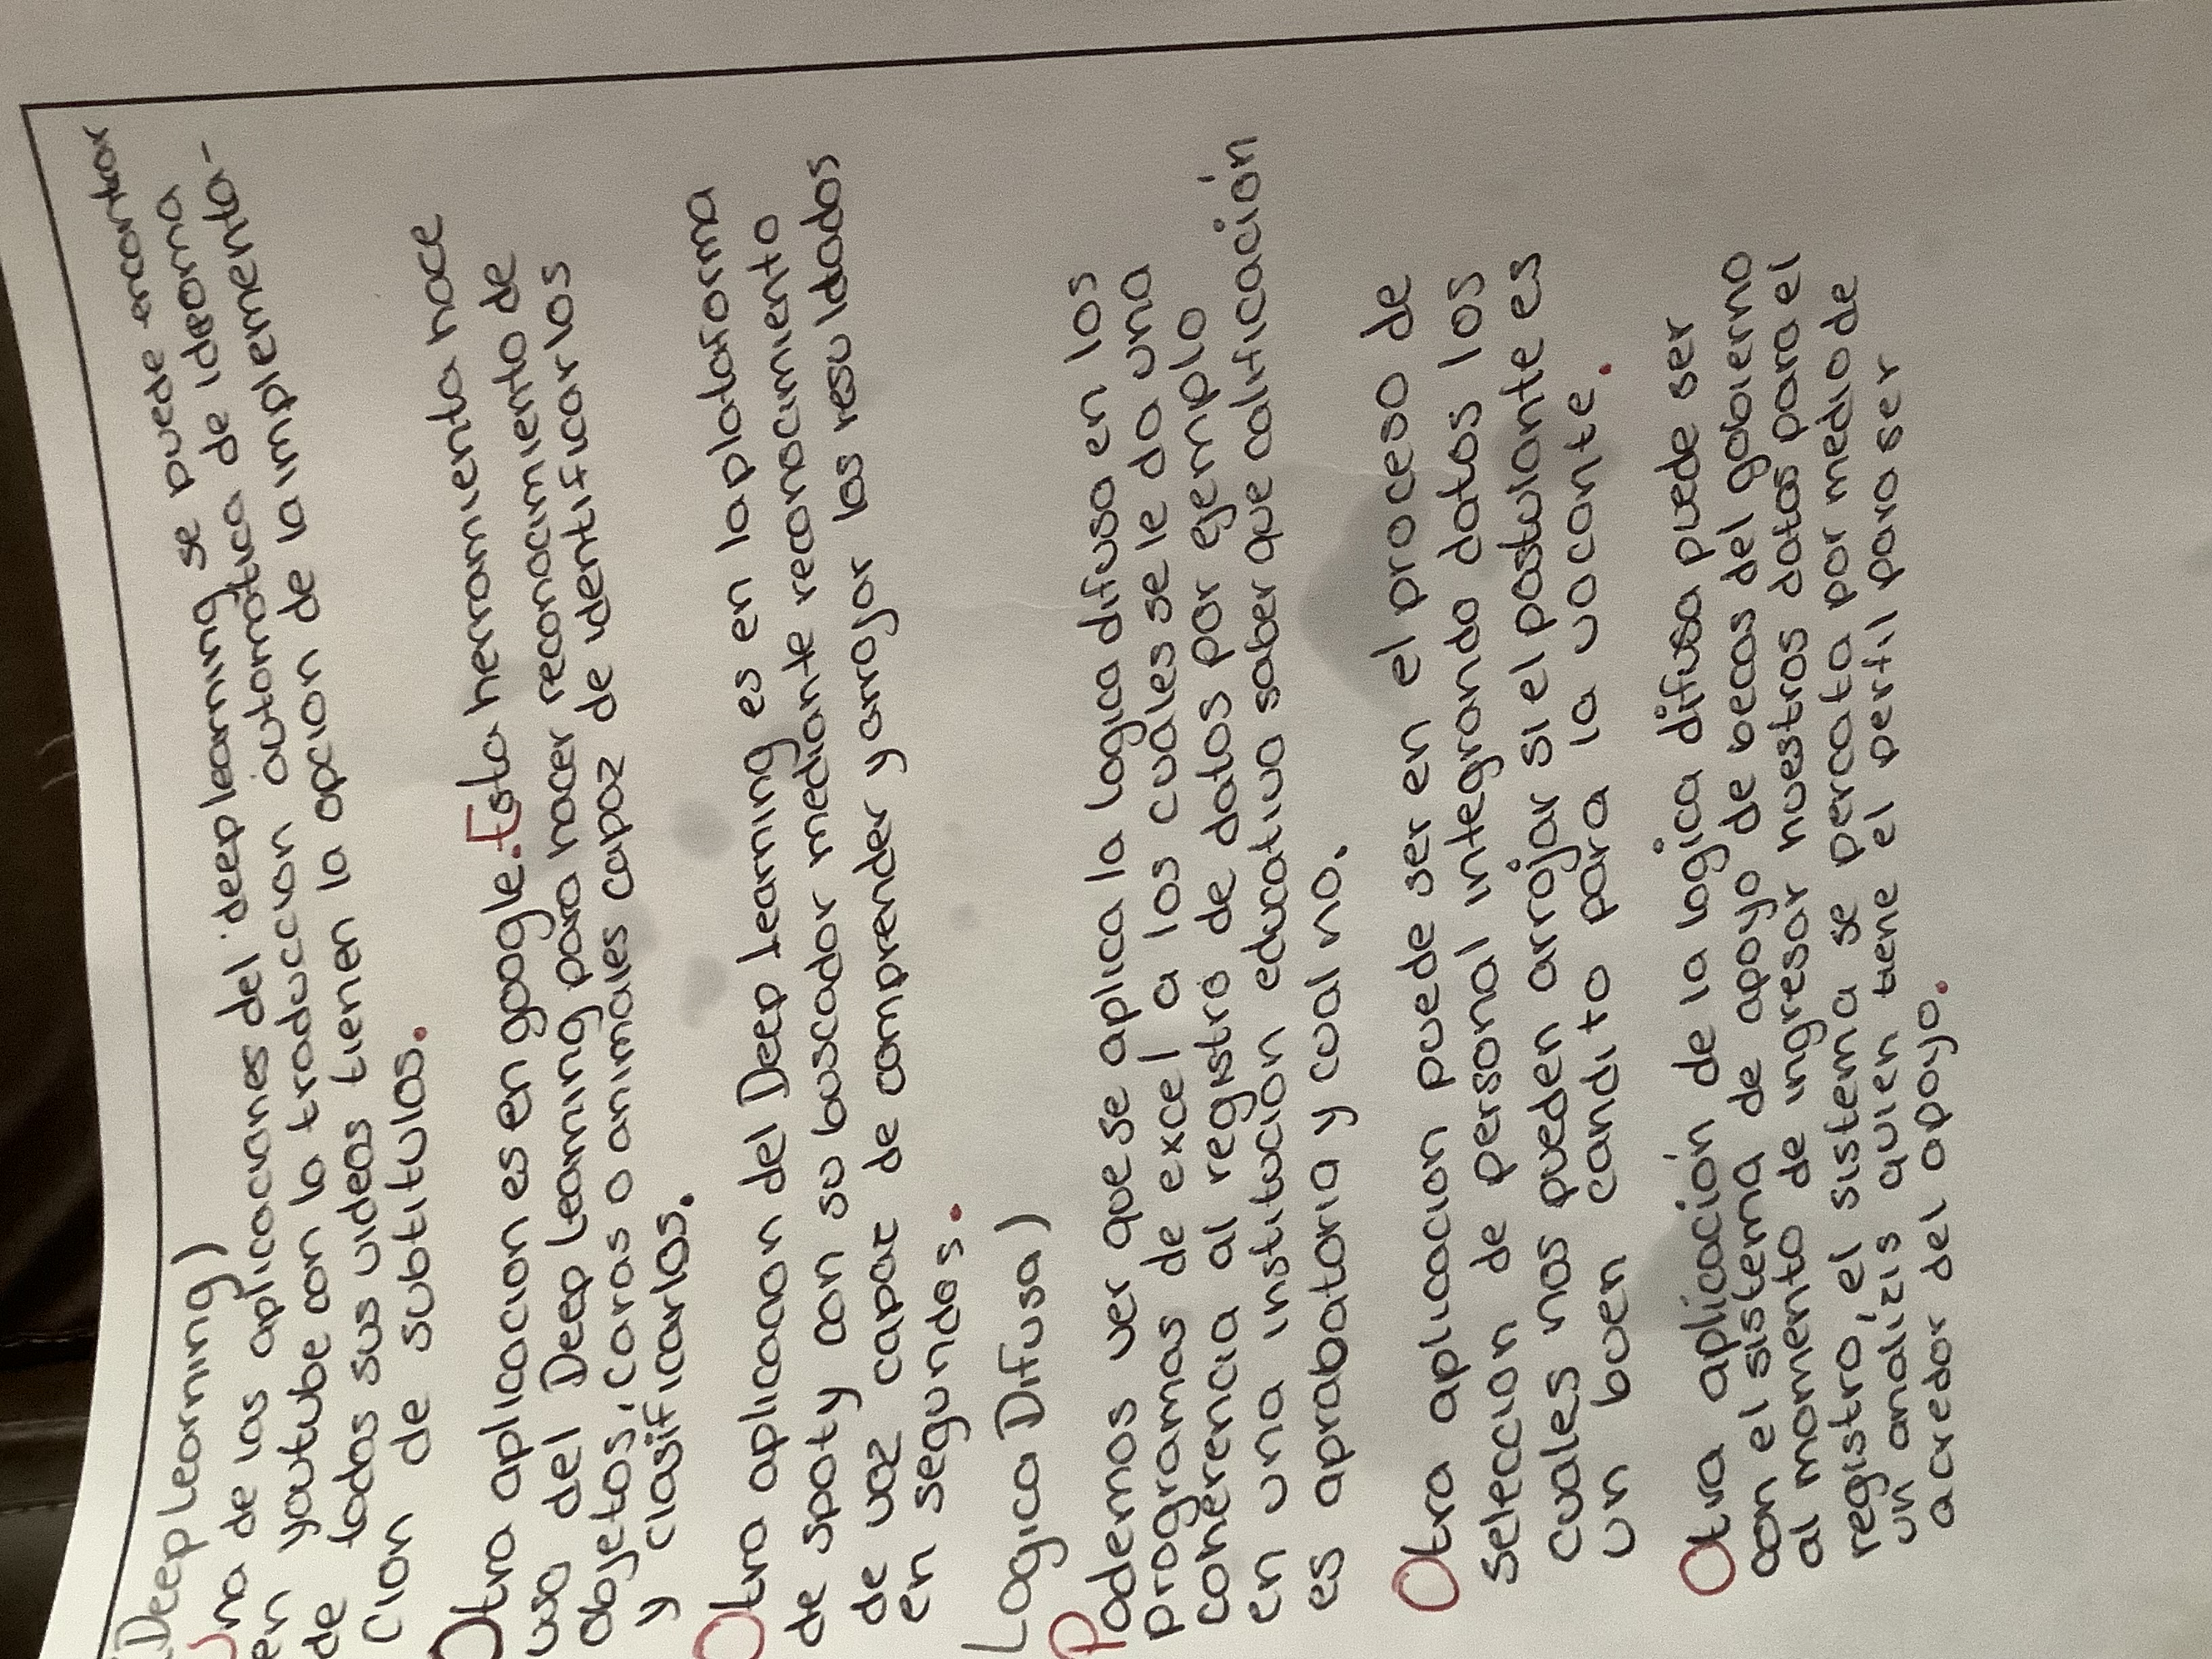 (Deep Learning)
Una de las aplicaciones del deep learning se puede encontrar
en youtube con la traduccion automatica de idioma
de todos sus videos tienen la opcion de la implementa-
cion de subtitulos.
Otra aplicacion es en google. Esta herramienta hace
uso del Deep Learning para hacer reconocimiento de
objetos, caras o animales capaz de identificarlos
y clasificarlos.
Otra aplicacion del Deep Learning es en la plataforma
de spoty con su buscador mediante reconocimiento
de voz capaz de comprender y arrojar los resultados
en segundos.
Logica Difusa)
Podemos ver que se aplica la logica difusa en los
programas de excel a los cuales se le da una
coherencia al registro de datos por ejemplo
en una institucion educativa saber que calificación
es aprabatoria y cual no.
Otra aplicacion puede ser en el proceso de
seleccion de personal integrando datos los
cuales nos pueden arrojar si el postulante es
un buen candito para la vacante.
Otra aplicación de la logica difusa puede ser
con el sistema de apoyo de becas del gobierno
al momento de ingresar nuestros datos para el
registro, el sistema se percata por medio de
un analizis quien tiene el perfil para ser
acredor del apoyo.